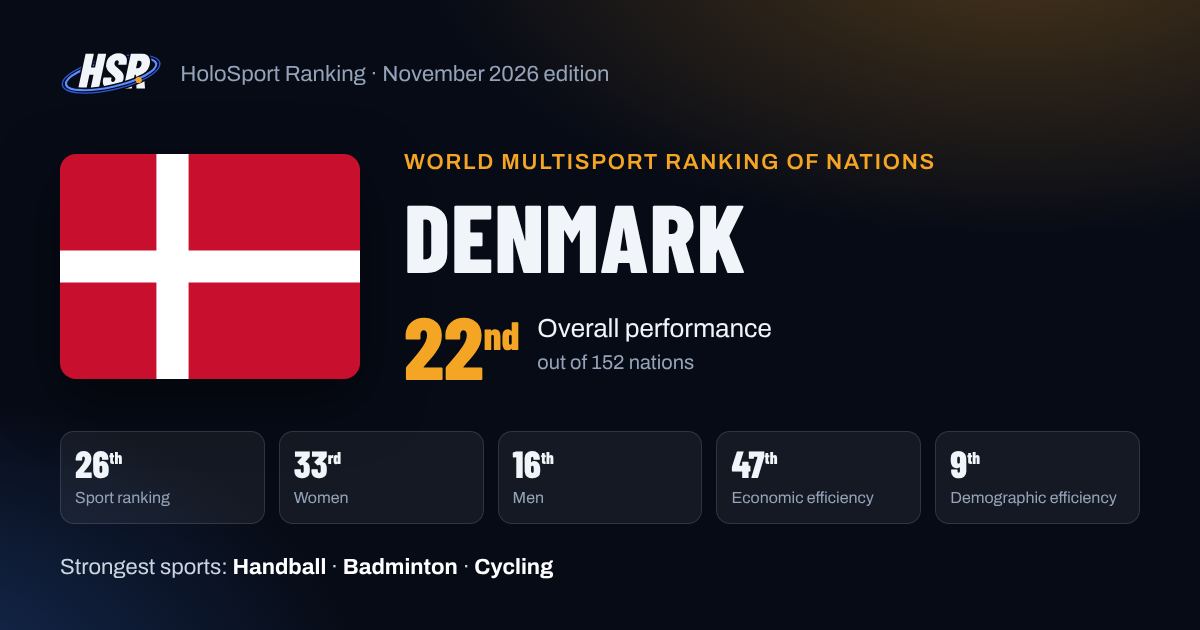 HSR
HoloSport Ranking · November 2026 edition
WORLD MULTISPORT RANKING OF NATIONS
DENMARK
22nd
Overall performance
out of 152 nations
26th
Sport ranking
33rd
Women
16th
Men
47th
Economic efficiency
9th
Demographic efficiency
Strongest sports: Handball · Badminton · Cycling